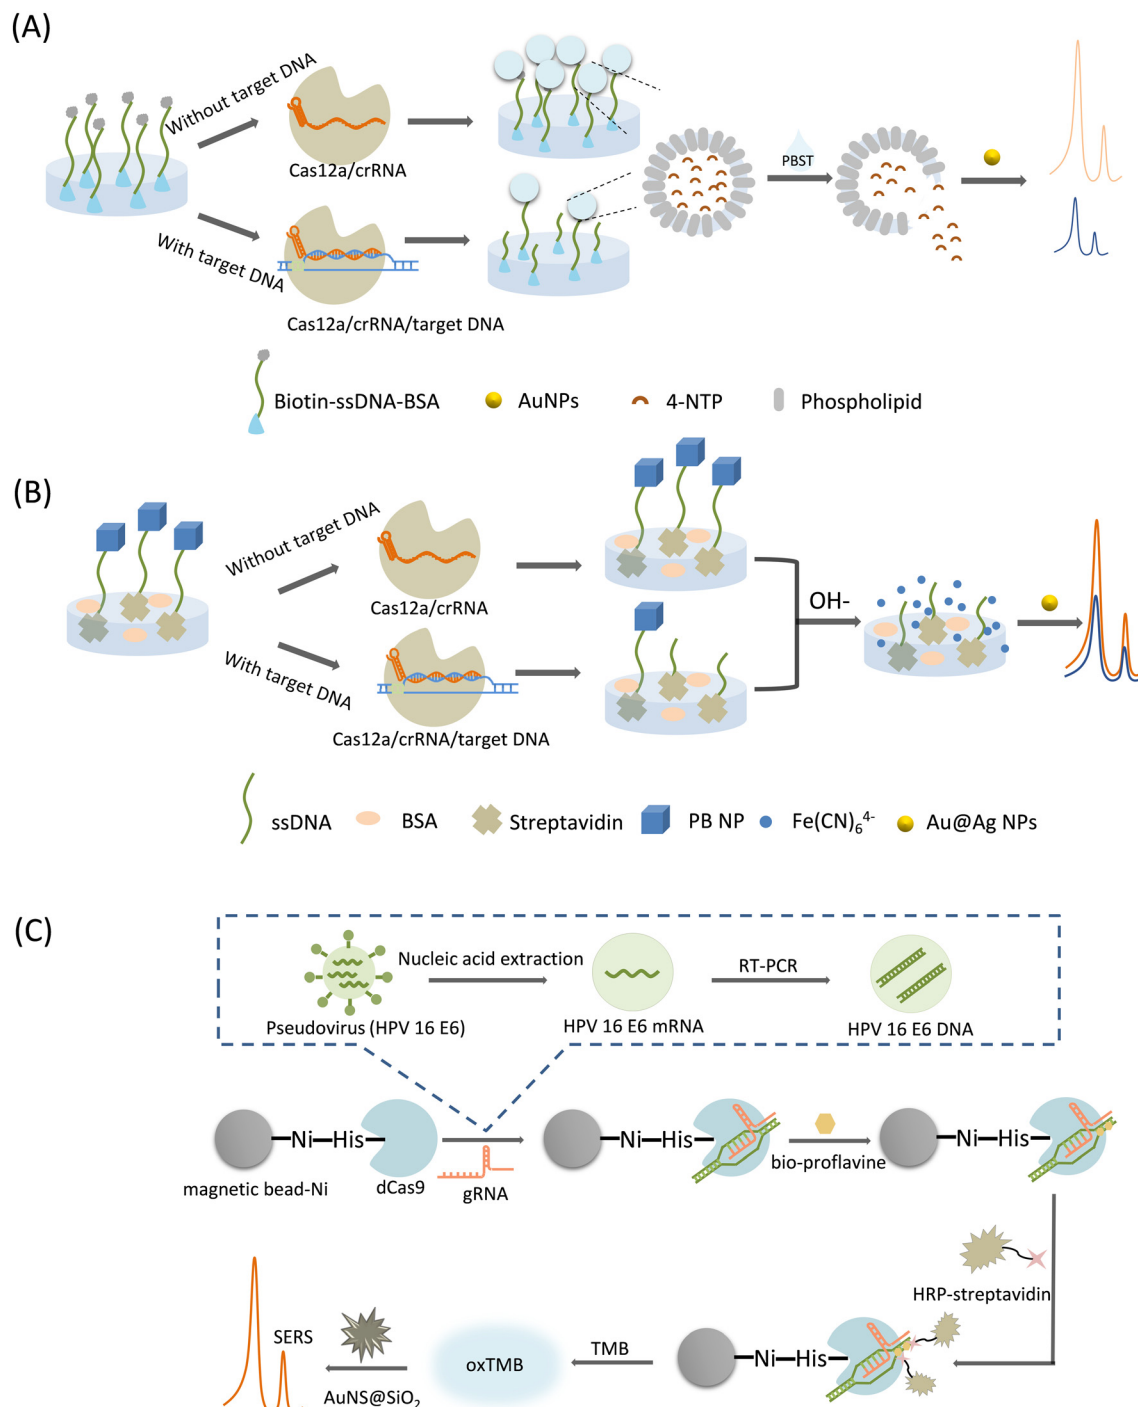 (A)
Without target DNA
Cas12a/crRNA
PBST
With target DNA
Cas12a/crRNA/target DNA
Biotin-ssDNA-BSA
AuNPs
4-NTP
Phospholipid
(B)
Without target DNA
Cas12a/crRNA
OH-
With target DNA
Cas12a/crRNA/target DNA
ssDNA
BSA
Streptavidin
PB NP
Fe(CN)₆⁴⁻
Au@Ag NPs
(C)
Nucleic acid extraction
RT-PCR
Pseudovirus (HPV 16 E6)
HPV 16 E6 mRNA
HPV 16 E6 DNA
Ni—His
magnetic bead-Ni
dCas9
gRNA
Ni—His
bio-proflavine
Ni—His
HRP-streptavidin
Ni—His
TMB
oxTMB
SERS
AuNS@SiO₂